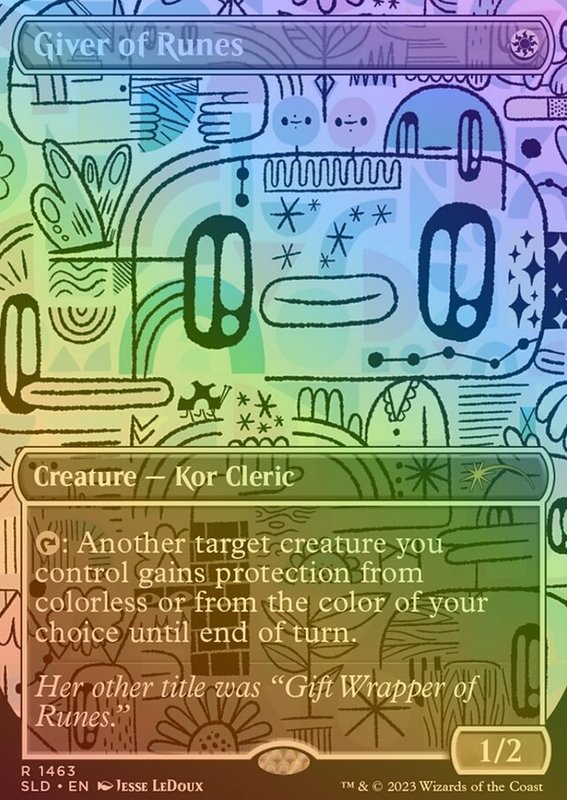 Giver of Runes
Creature — Kor Cleric
: Another target creature you
control gains protection from
colorless or from the color of your
choice until end of turn.
Her other title was “Gift Wrapper of
Runes.”
1/2
R 1463
SLD • EN Jesse LeDoux
™ & © 2023 Wizards of the Coast